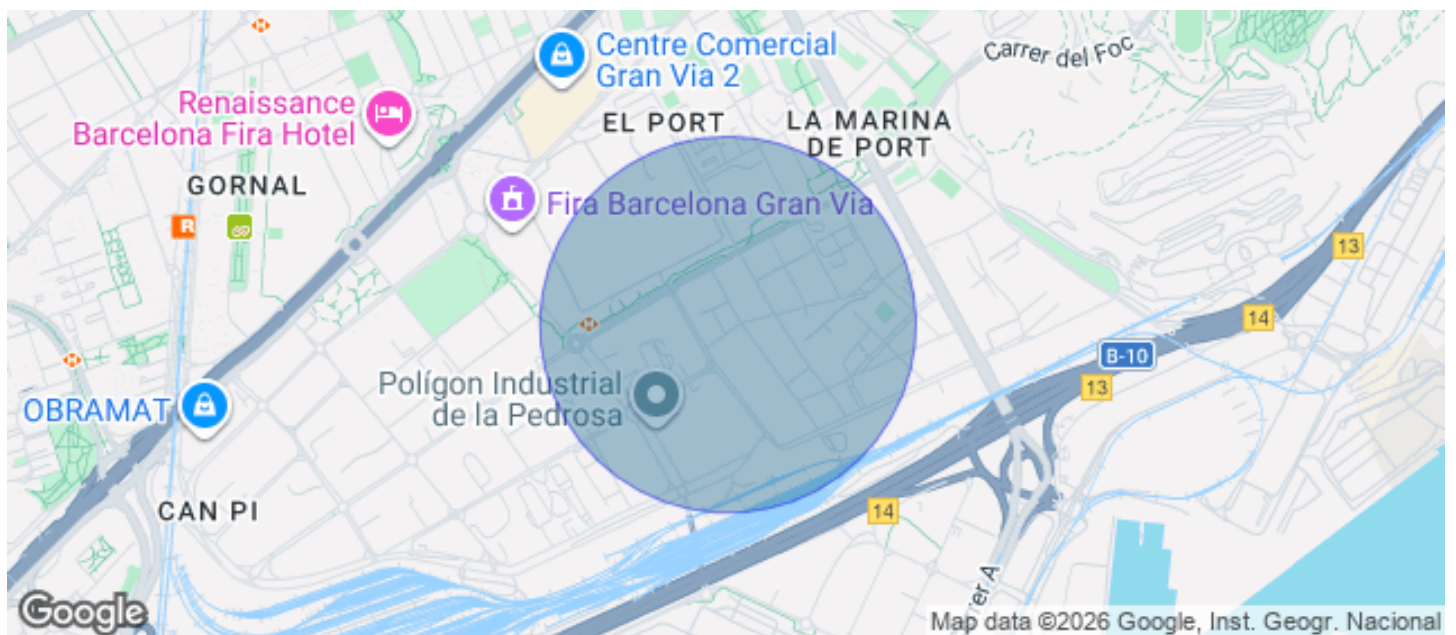 Centre Comercial
Gran Via 2
Carrer del Foc
Renaissance
Barcelona Fira Hotel
EL PORT
LA MARINA
DE PORT
GORNAL
R
Fira Barcelona Gran Via
13
14
B-10
13
Polígon Industrial
de la Pedrosa
OBRAMAT
CAN PI
14
er A
Google
Map data ©2026 Google, Inst. Geogr. Nacional